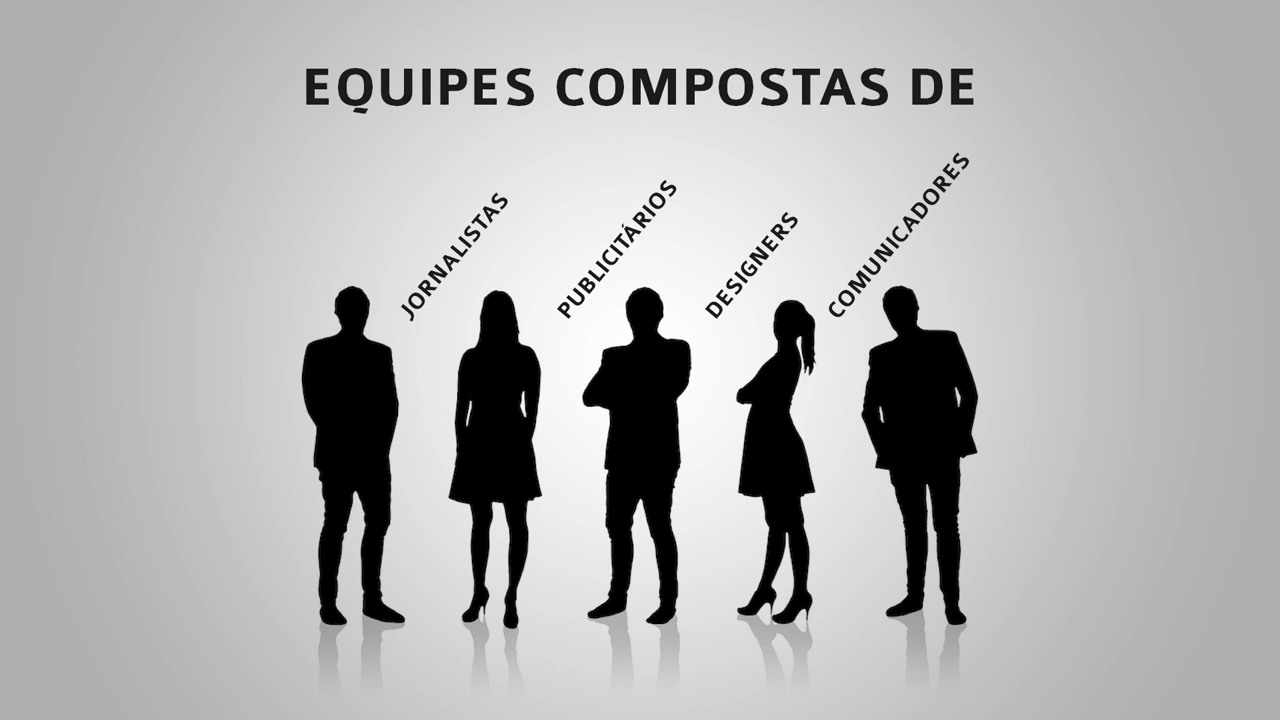 EQUIPES COMPOSTAS DE
JORNALISTAS
PUBLICITÁRIOS
DESIGNERS
COMUNICADORES